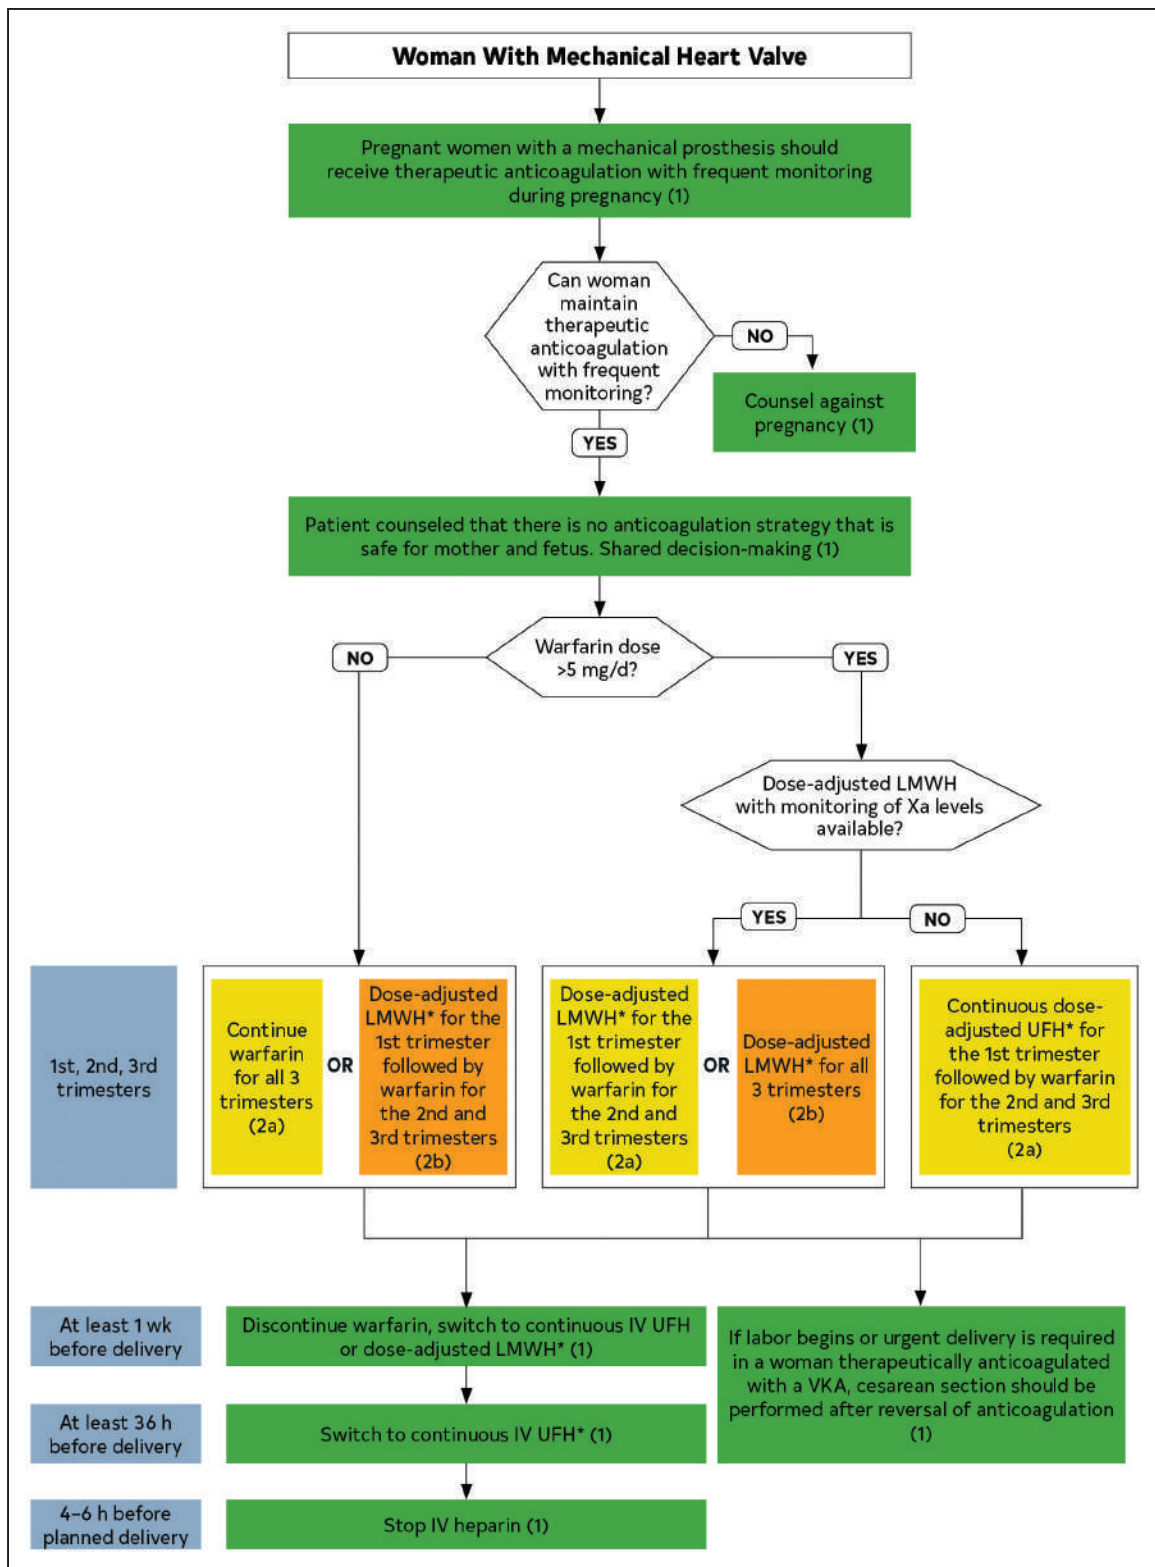 Woman With Mechanical Heart Valve
Pregnant women with a mechanical prosthesis should
receive therapeutic anticoagulation with frequent monitoring
during pregnancy (1)
Can woman
maintain
therapeutic
anticoagulation
with frequent
monitoring?
NO
Counsel against
pregnancy (1)
YES
Patient counseled that there is no anticoagulation strategy that is
safe for mother and fetus. Shared decision-making (1)
Warfarin dose
>5 mg/d?
NO
YES
Dose-adjusted LMWH
with monitoring of Xa levels
available?
YES
NO
1st, 2nd, 3rd
trimesters
Continue
warfarin
for all 3
trimesters
(2a)
OR
Dose-adjusted
LMWH* for the
1st trimester
followed by
warfarin for
the 2nd and
3rd trimesters
(2b)
Dose-adjusted
LMWH* for the
1st trimester
followed by
warfarin for
the 2nd and
3rd trimesters
(2a)
OR
Dose-adjusted
LMWH* for all
3 trimesters
(2b)
Continuous dose-
adjusted UFH* for
the 1st trimester
followed by warfarin
for the 2nd and 3rd
trimesters
(2a)
At least 1 wk
before delivery
Discontinue warfarin, switch to continuous IV UFH
or dose-adjusted LMWH* (1)
If labor begins or urgent delivery is required
in a woman therapeutically anticoagulated
with a VKA, cesarean section should be
performed after reversal of anticoagulation
(1)
At least 36 h
before delivery
Switch to continuous IV UFH* (1)
4–6 h before
planned delivery
Stop IV heparin (1)